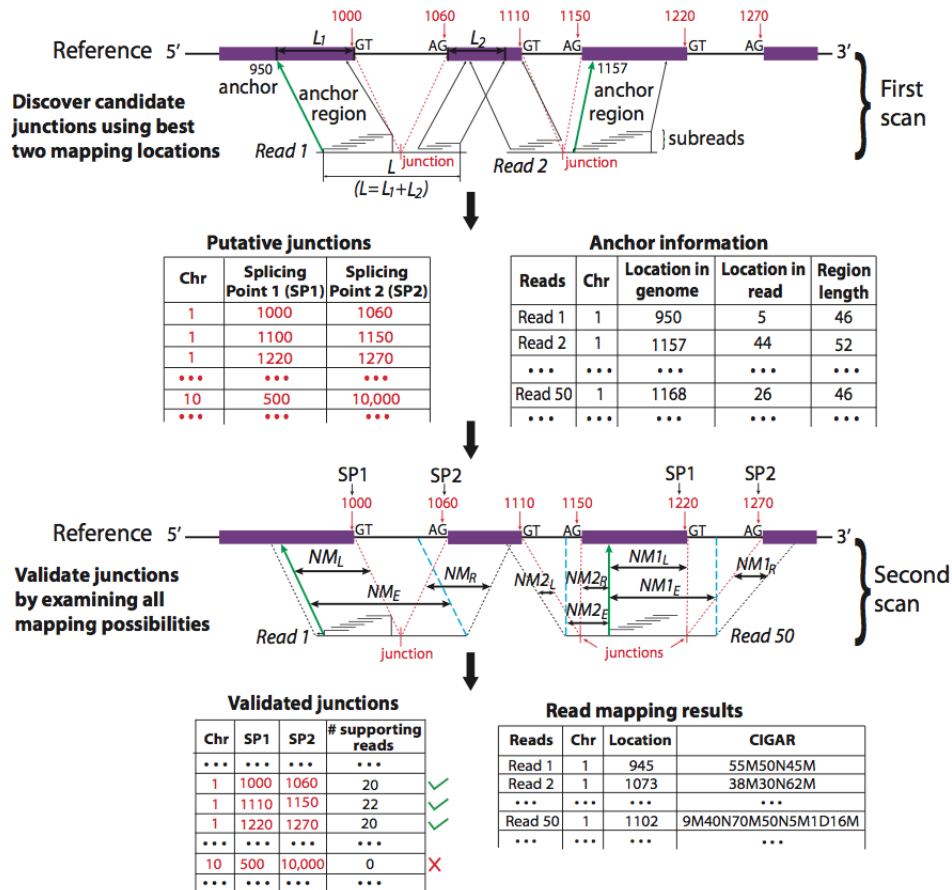 1000 1060 1110 1150 1220 1270
Reference 5′ L1 GT AG L2 GT AG GT AG 3′
950 1157
anchor anchor region anchor region
Discover candidate
junctions using best
two mapping locations
First
scan
Read 1 junction Read 2 junction subreads
L
(L=L1+L2)
Putative junctions
Chr Splicing Point 1 (SP1) Splicing Point 2 (SP2)
1 1000 1060
1 1100 1150
1 1220 1270
••• ••• •••
10 500 10,000
••• ••• •••
Anchor information
Reads Chr Location in genome Location in read Region length
Read 1 1 950 5 46
Read 2 1 1157 44 52
••• ••• ••• ••• •••
Read 50 1 1168 26 46
••• ••• ••• ••• •••
SP1 SP2 SP1 SP2
1000 1060 1110 1150 1220 1270
Reference 5′ GT AG GT AG GT AG 3′
NML NMR NM2L NM2R NM1L NM1R
NME NM2E NM1E
Validate junctions
by examining all
mapping possibilities
Second
scan
Read 1 junction junctions Read 50
Validated junctions
Chr SP1 SP2 # supporting reads
••• ••• ••• •••
1 1000 1060 20 ✓
1 1110 1150 22 ✓
1 1220 1270 20 ✓
••• ••• ••• •••
10 500 10,000 0 X
••• ••• ••• •••
Read mapping results
Reads Chr Location CIGAR
Read 1 1 945 55M50N45M
Read 2 1 1073 38M30N62M
••• ••• ••• •••
Read 50 1 1102 9M40N70M50N5M1D16M
••• ••• ••• •••